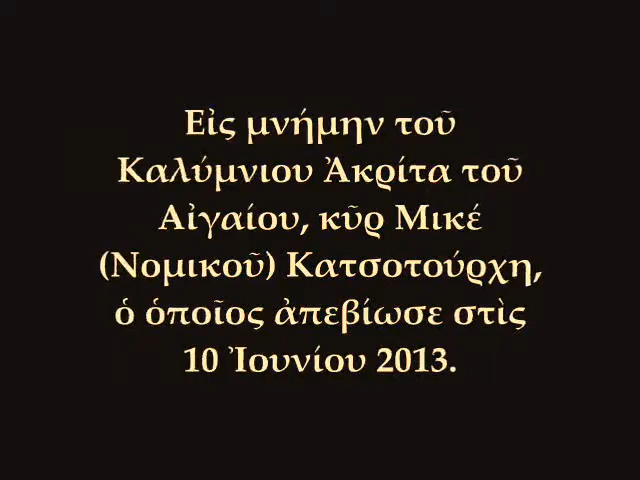 Εἰς μνήμην τοῦ
Καλύμνιου Ἀκρίτα τοῦ
Αἰγαίου, κῦρ Μικέ
(Νομικοῦ) Κατσοτούρχη,
ὁ ὁποῖος ἀπεβίωσε στὶς
10 Ἰουνίου 2013.